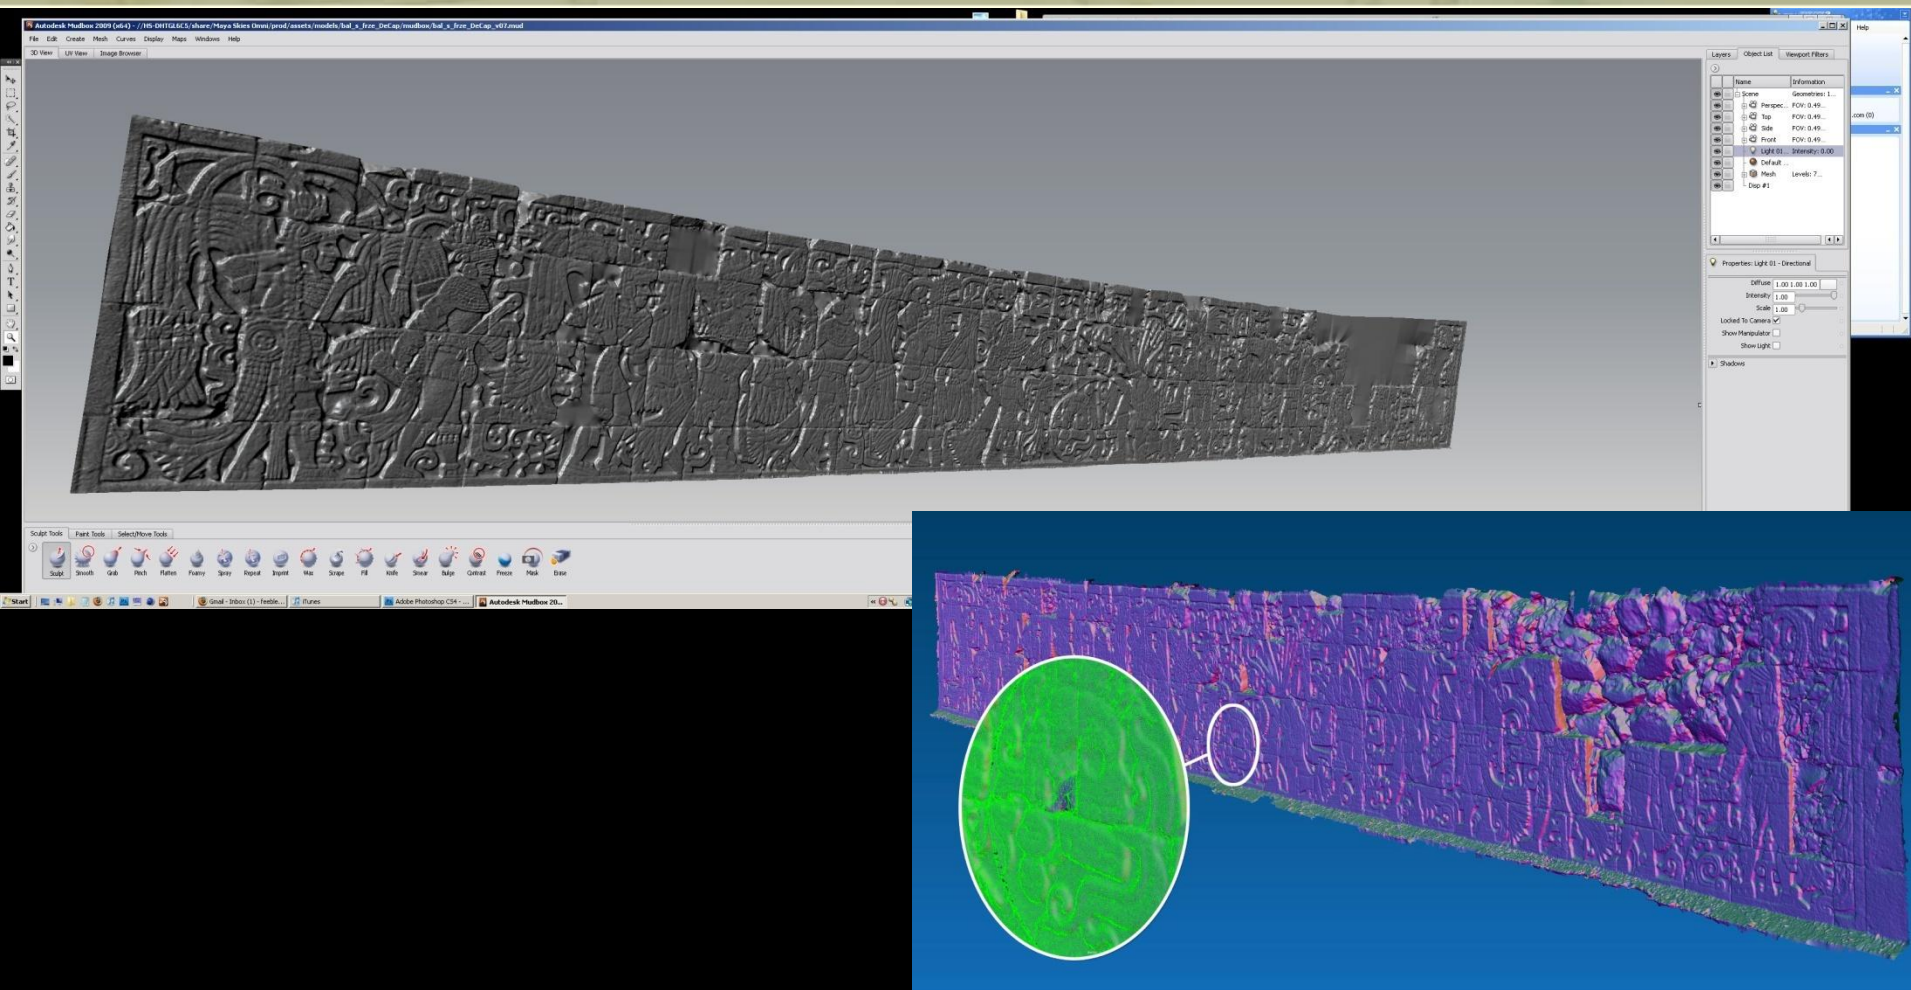 Autodesk Mudbox 2009 (x64) - //HS-DHTGL6C5/share/Maya Skies Omni/prod/assets/models/bal_s_frze_DeCap/mudbox/bal_s_frze_DeCap_v07.mud
Help
File Edit Create Mesh Curves Display Maps Windows Help
3D View UV View Image Browser
Layers Object List Viewport Filters
Name Information
Scene Geometries: 1...
Perspec... FOV: 0.49...
.com (0)
Top FOV: 0.49...
Side FOV: 0.49...
Front FOV: 0.49...
Light 01... Intensity: 0.00
Default ...
Mesh Levels: 7...
Disp #1
Properties: Light 01 - Directional
Diffuse 1.00 1.00 1.00
Intensity 1.00
Scale 1.00
Locked To Camera
Show Manipulator
Show Light
Shadows
Sculpt Tools Paint Tools Select/Move Tools
Sculpt Smooth Grab Pinch Flatten Foamy Spray Repeat Imprint Wax Scrape Fill Knife Smear Bulge Contrast Freeze Mask Erase
Start Gmail - Inbox (1) - feeble... iTunes Adobe Photoshop CS4 - ... Autodesk Mudbox 20...